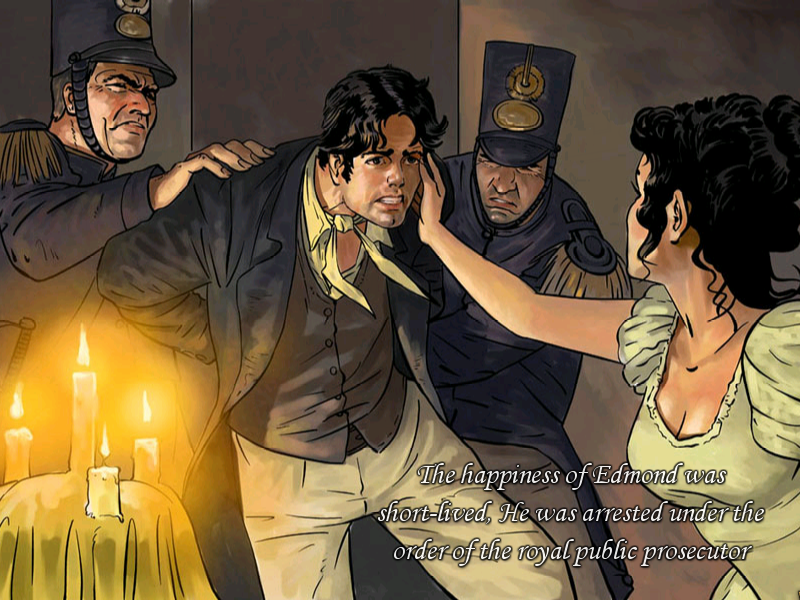 The happiness of Edmond was
short-lived, He was arrested under the
order of the royal public prosecutor